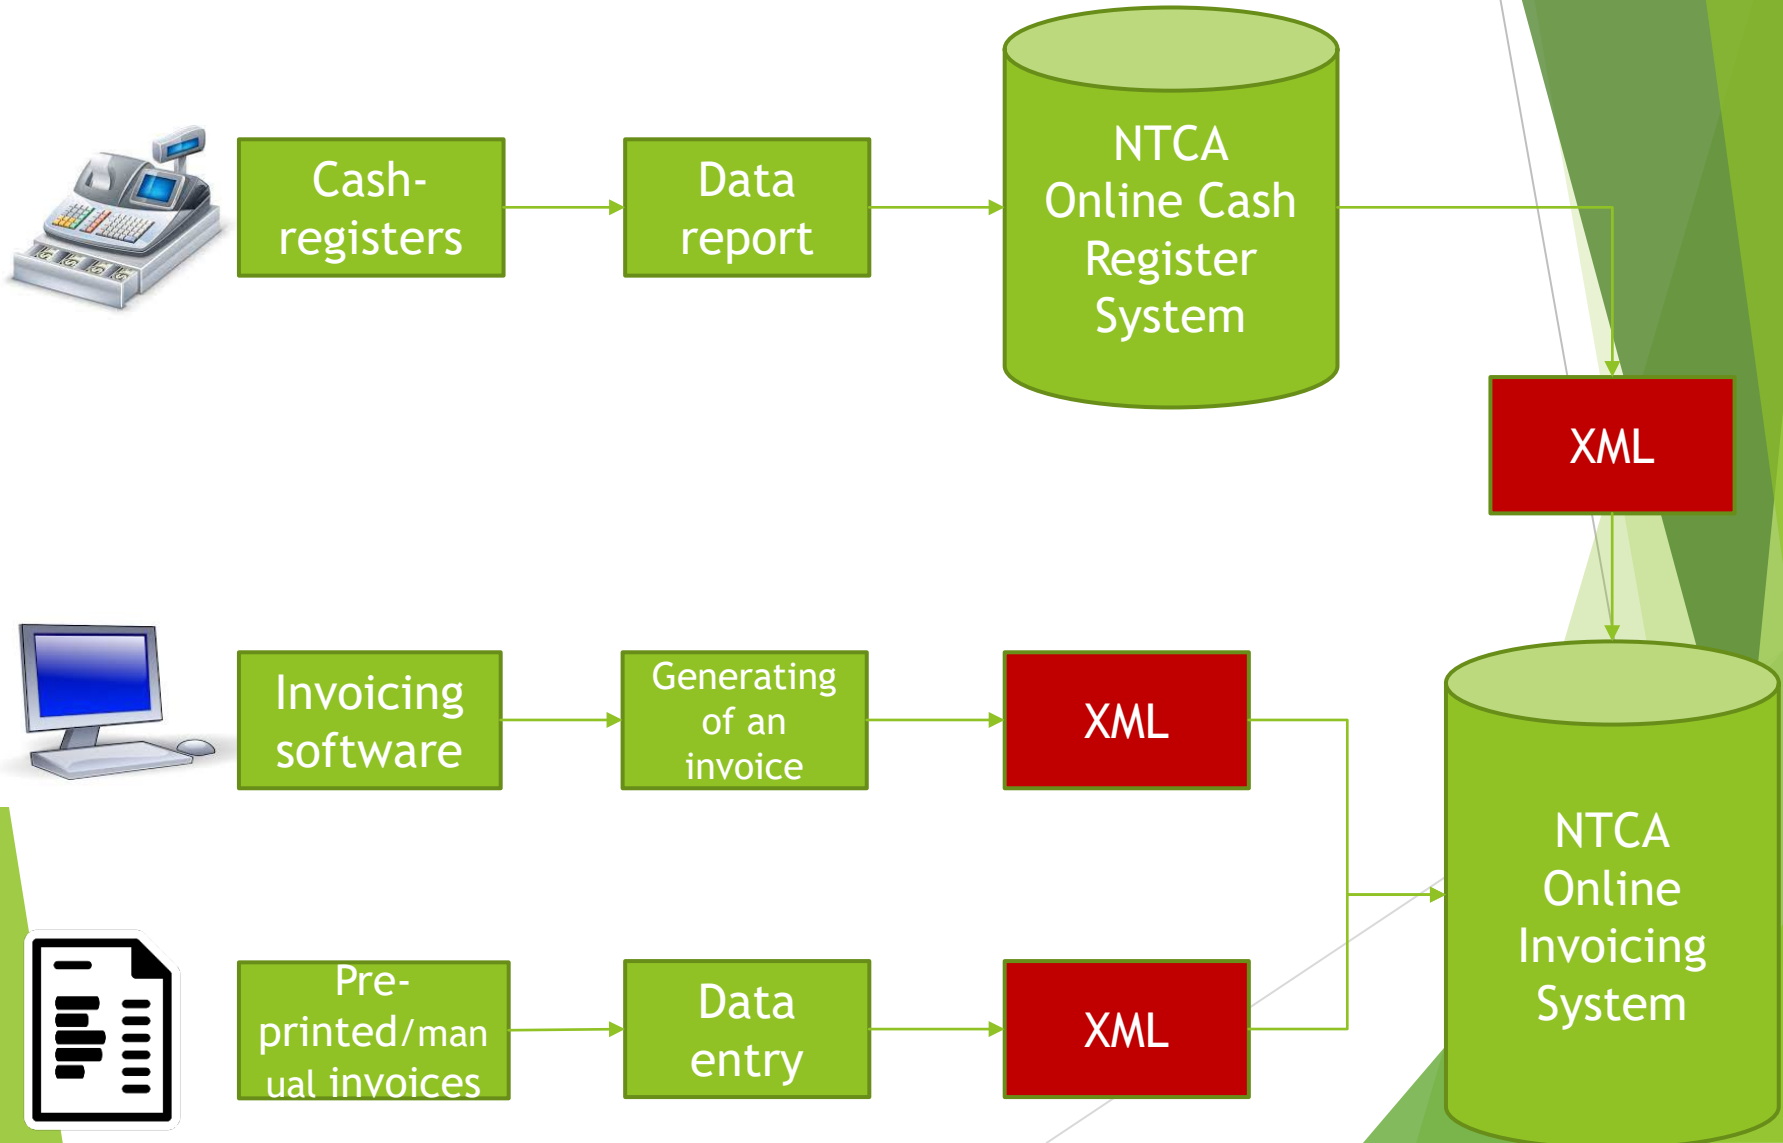 Cash-
registers
Data
report
NTCA
Online Cash
Register
System
XML
Invoicing
software
Generating
of an
invoice
XML
Pre-
printed/man
ual invoices
Data
entry
XML
NTCA
Online
Invoicing
System